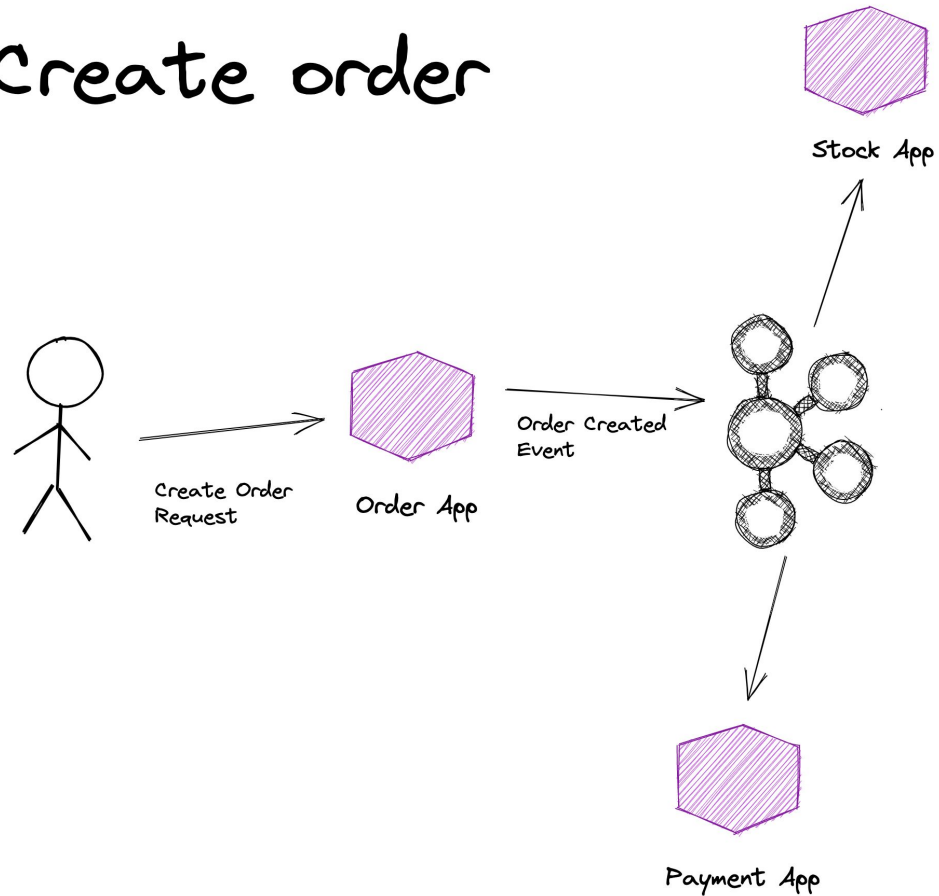 Create order
Stock App
Order Created
Event
Create Order
Request
Order App
Payment App